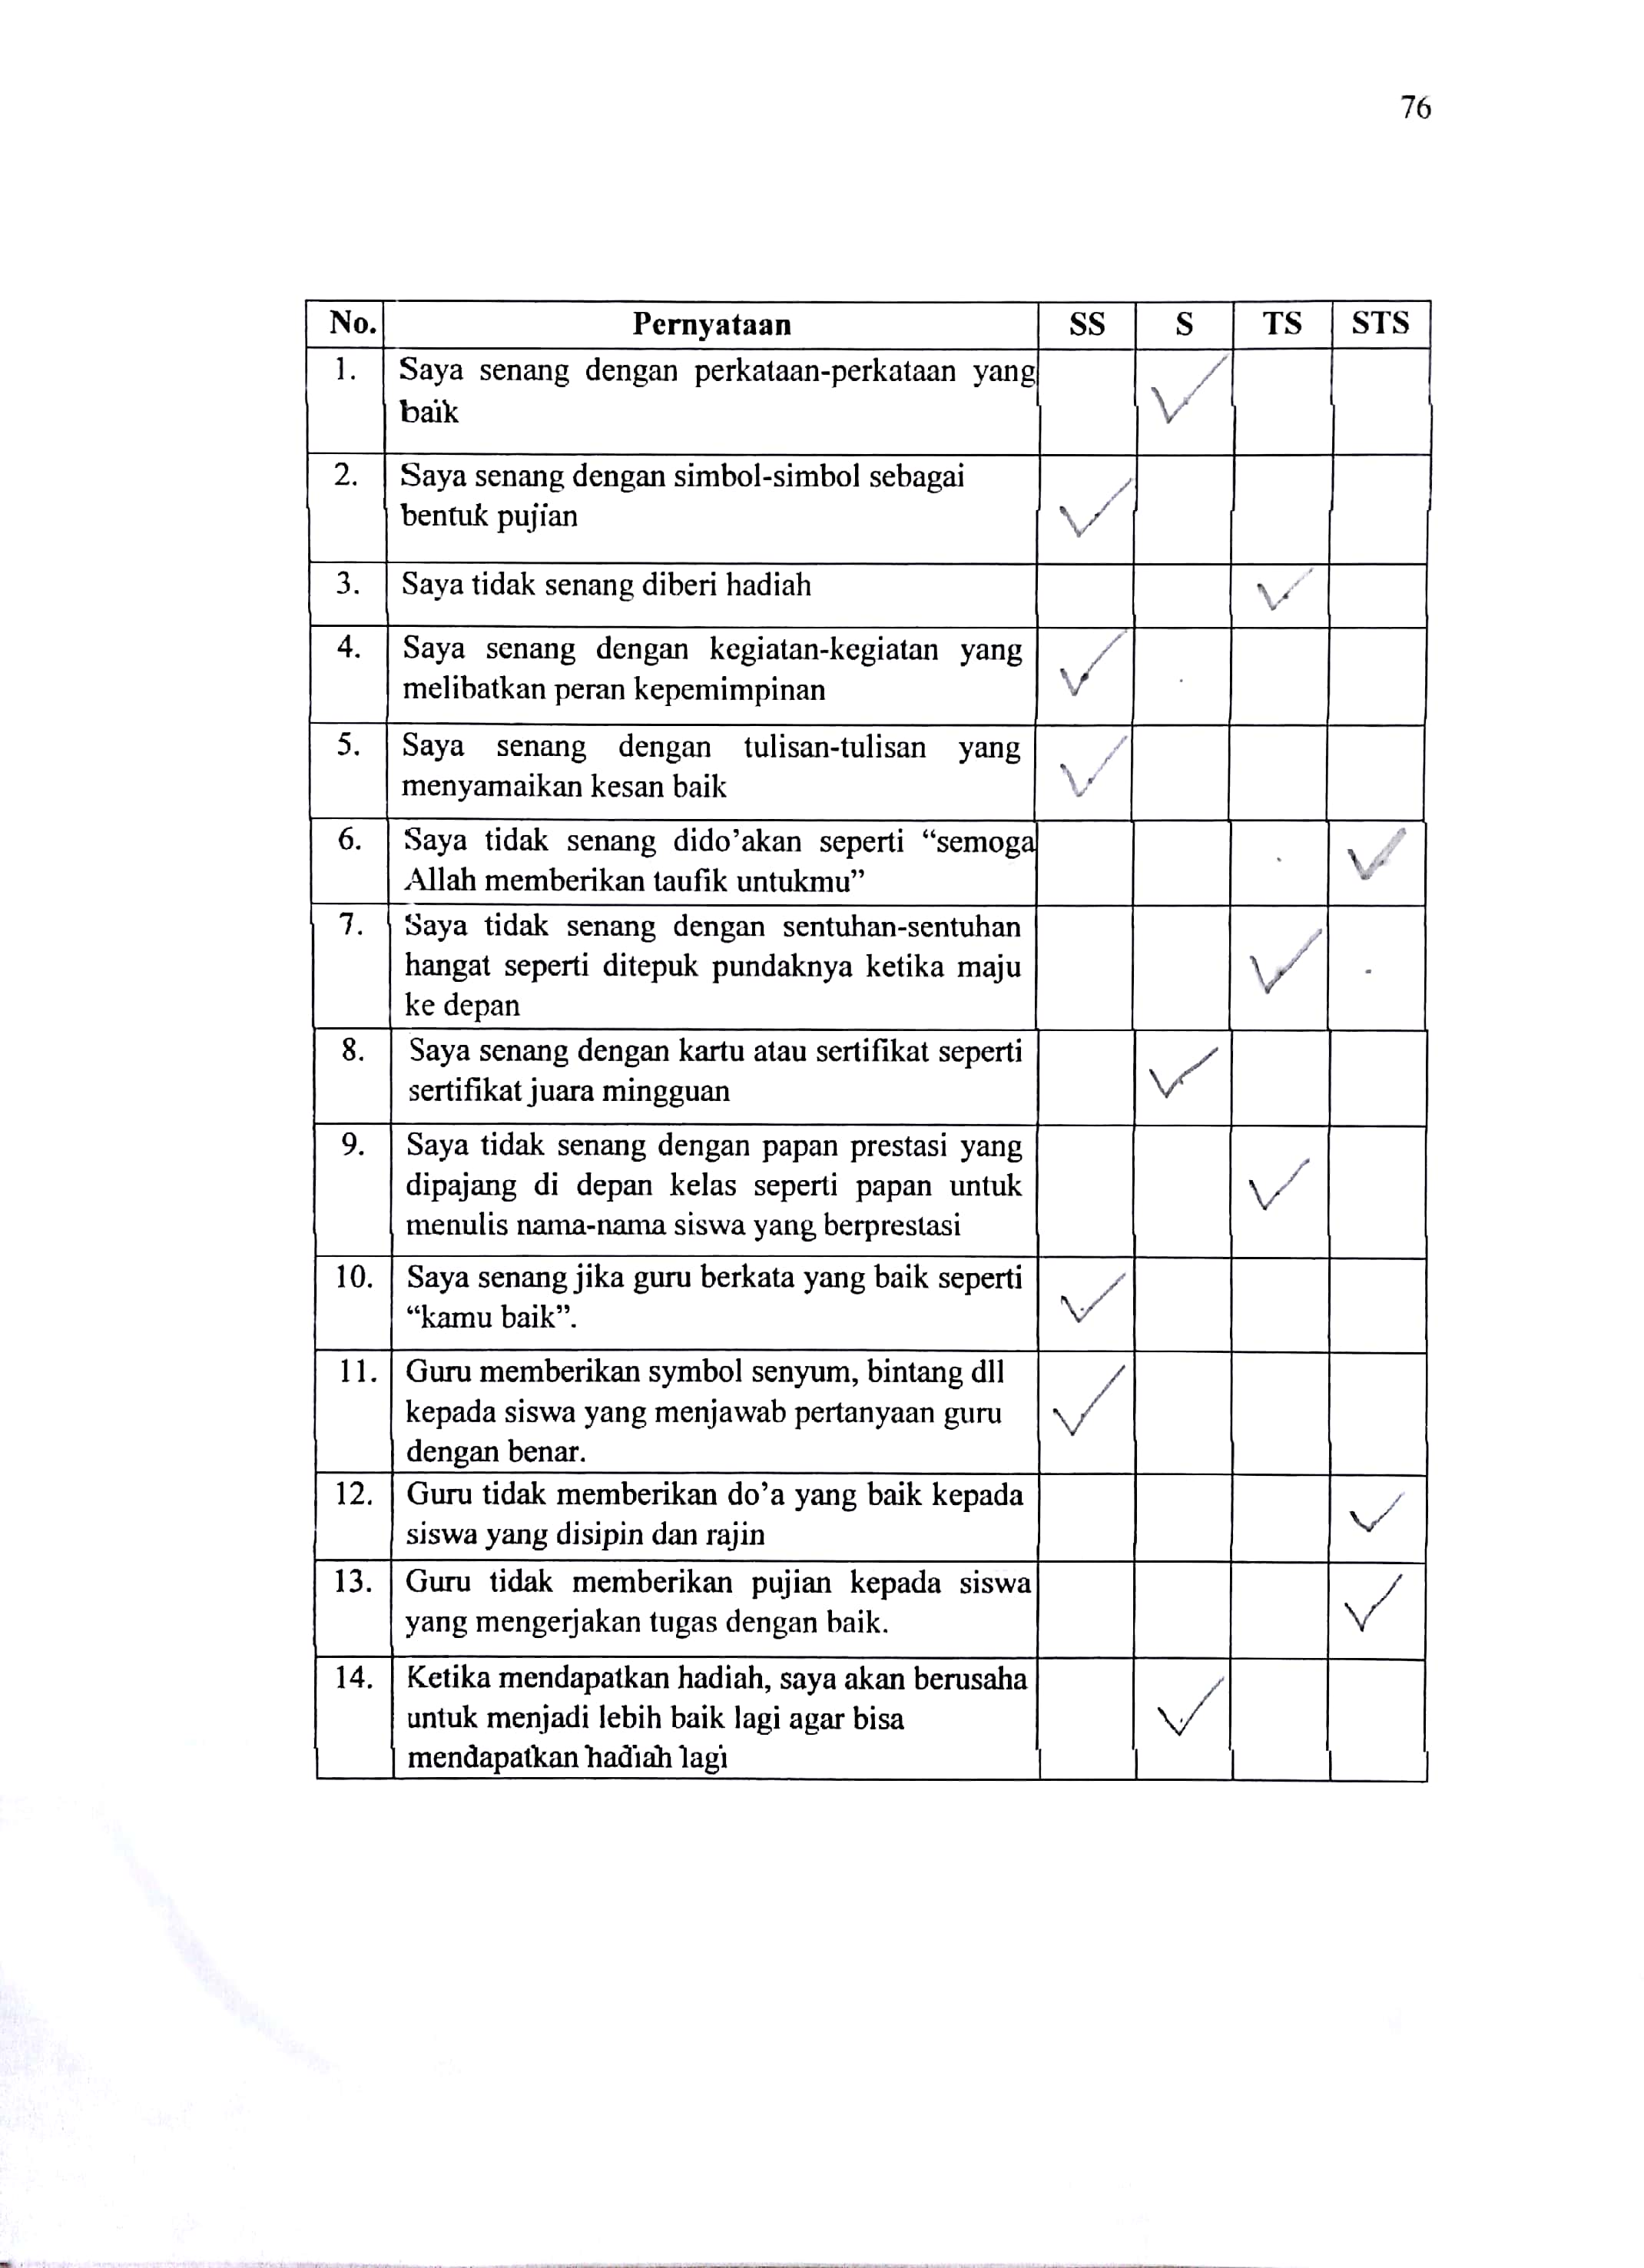 76
No. Pernyataan SS S TS STS
1. Saya senang dengan perkataan-perkataan yang ✓
baik
2. Saya senang dengan simbol-simbol sebagai ✓
bentuk pujian
3. Saya tidak senang diberi hadiah ✓
4. Saya senang dengan kegiatan-kegiatan yang ✓
melibatkan peran kepemimpinan
5. Saya senang dengan tulisan-tulisan yang ✓
menyamaikan kesan baik
6. Saya tidak senang dido’akan seperti “semoga ✓
Allah memberikan taufik untukmu”
7. Saya tidak senang dengan sentuhan-sentuhan ✓
hangat seperti ditepuk pundaknya ketika maju
ke depan
8. Saya senang dengan kartu atau sertifikat seperti ✓
sertifikat juara mingguan
9. Saya tidak senang dengan papan prestasi yang ✓
dipajang di depan kelas seperti papan untuk
menulis nama-nama siswa yang berprestasi
10. Saya senang jika guru berkata yang baik seperti ✓
“kamu baik”.
11. Guru memberikan symbol senyum, bintang dll ✓
kepada siswa yang menjawab pertanyaan guru
dengan benar.
12. Guru tidak memberikan do’a yang baik kepada ✓
siswa yang disipin dan rajin
13. Guru tidak memberikan pujian kepada siswa ✓
yang mengerjakan tugas dengan baik.
14. Ketika mendapatkan hadiah, saya akan berusaha ✓
untuk menjadi lebih baik lagi agar bisa
mendapatkan hadiah lagi